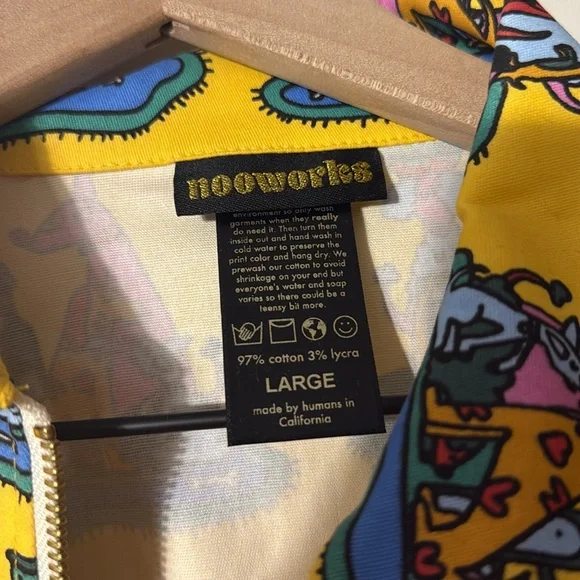 nooworks
environment so only wash
garments when they really
do need it. Then turn them
inside out and hand wash in
cold water to preserve the
print color and hang dry. We
prewash our cotton to avoid
shrinkage on your end but
everyone's water and soap
varies so there could be a
teensy bit more.
97% cotton 3% lycra
LARGE
made by humans in
California